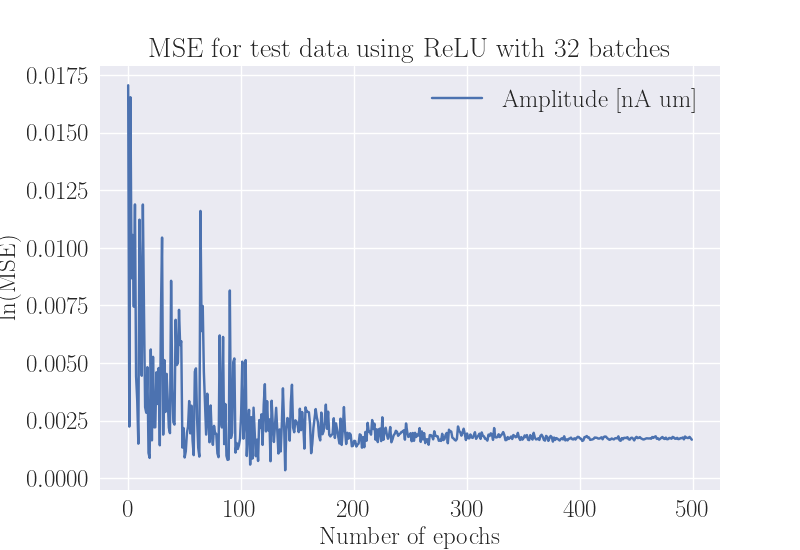 MSE for test data using ReLU with 32 batches
Amplitude [nA um]
ln(MSE)
0.0175
0.0150
0.0125
0.0100
0.0075
0.0050
0.0025
0.0000
0 100 200 300 400 500
Number of epochs